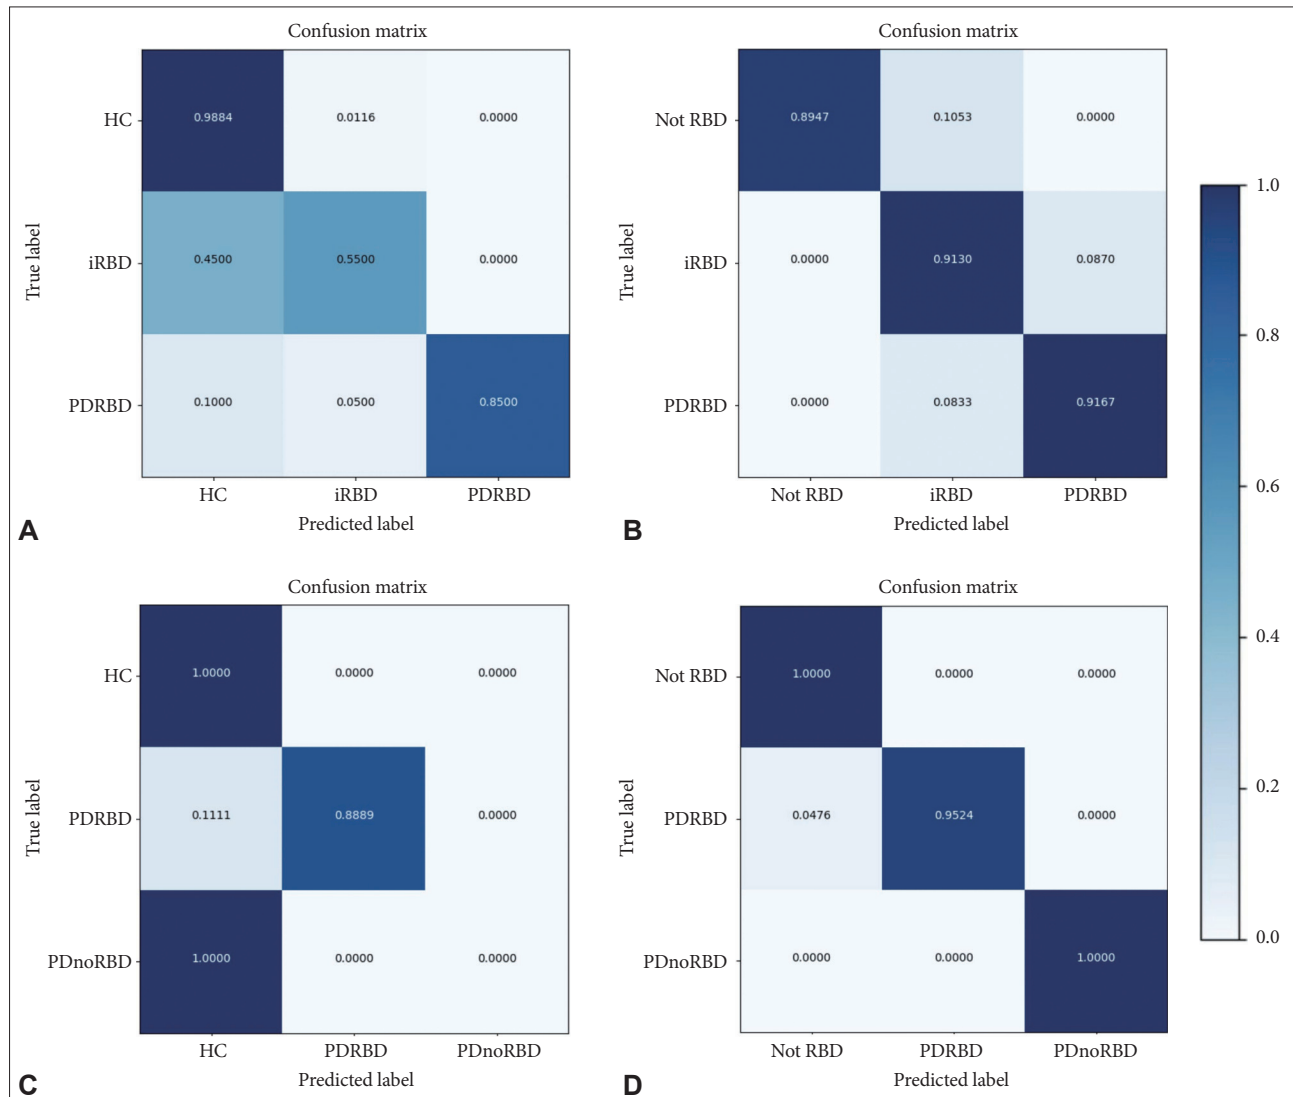 Confusion matrix
True label
HC 0.9884 0.0116 0.0000
iRBD 0.4500 0.5500 0.0000
PDRBD 0.1000 0.0500 0.8500
HC iRBD PDRBD
Predicted label
A
Confusion matrix
True label
Not RBD 0.8947 0.1053 0.0000
iRBD 0.0000 0.9130 0.0870
PDRBD 0.0000 0.0833 0.9167
Not RBD iRBD PDRBD
Predicted label
B
Confusion matrix
True label
HC 1.0000 0.0000 0.0000
PDRBD 0.1111 0.8889 0.0000
PDnoRBD 1.0000 0.0000 0.0000
HC PDRBD PDnoRBD
Predicted label
C
Confusion matrix
True label
Not RBD 1.0000 0.0000 0.0000
PDRBD 0.0476 0.9524 0.0000
PDnoRBD 0.0000 0.0000 1.0000
Not RBD PDRBD PDnoRBD
Predicted label
D
1.0
0.8
0.6
0.4
0.2
0.0